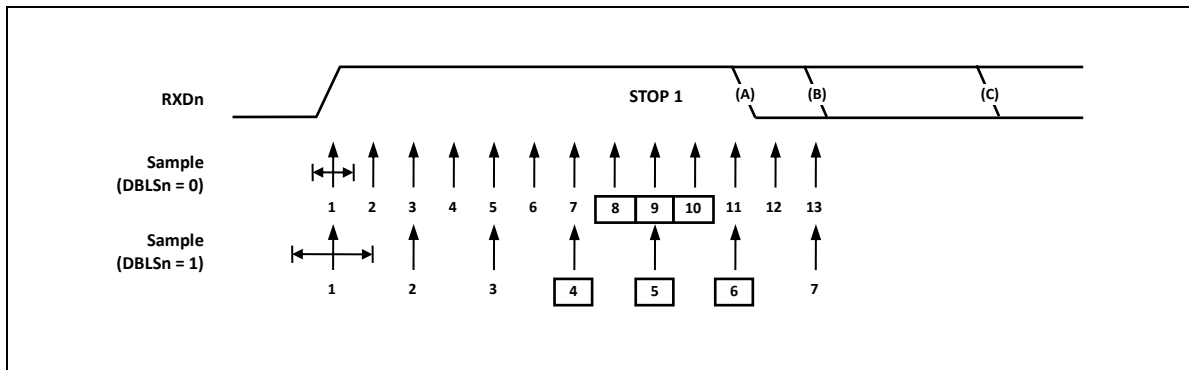 RXDn STOP 1 (A) (B) (C)
Sample
(DBLSn = 0)
1 2 3 4 5 6 7 8 9 10 11 12 13
Sample
(DBLSn = 1)
1 2 3 4 5 6 7